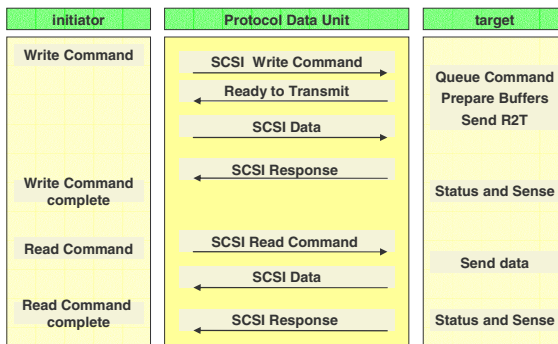 initiator
Protocol Data Unit
target
Write Command
SCSI Write Command
Ready to Transmit
SCSI Data
Queue Command
Prepare Buffers
Send R2T
SCSI Response
Write Command
complete
Status and Sense
Read Command
SCSI Read Command
SCSI Data
Send data
Read Command
complete
SCSI Response
Status and Sense